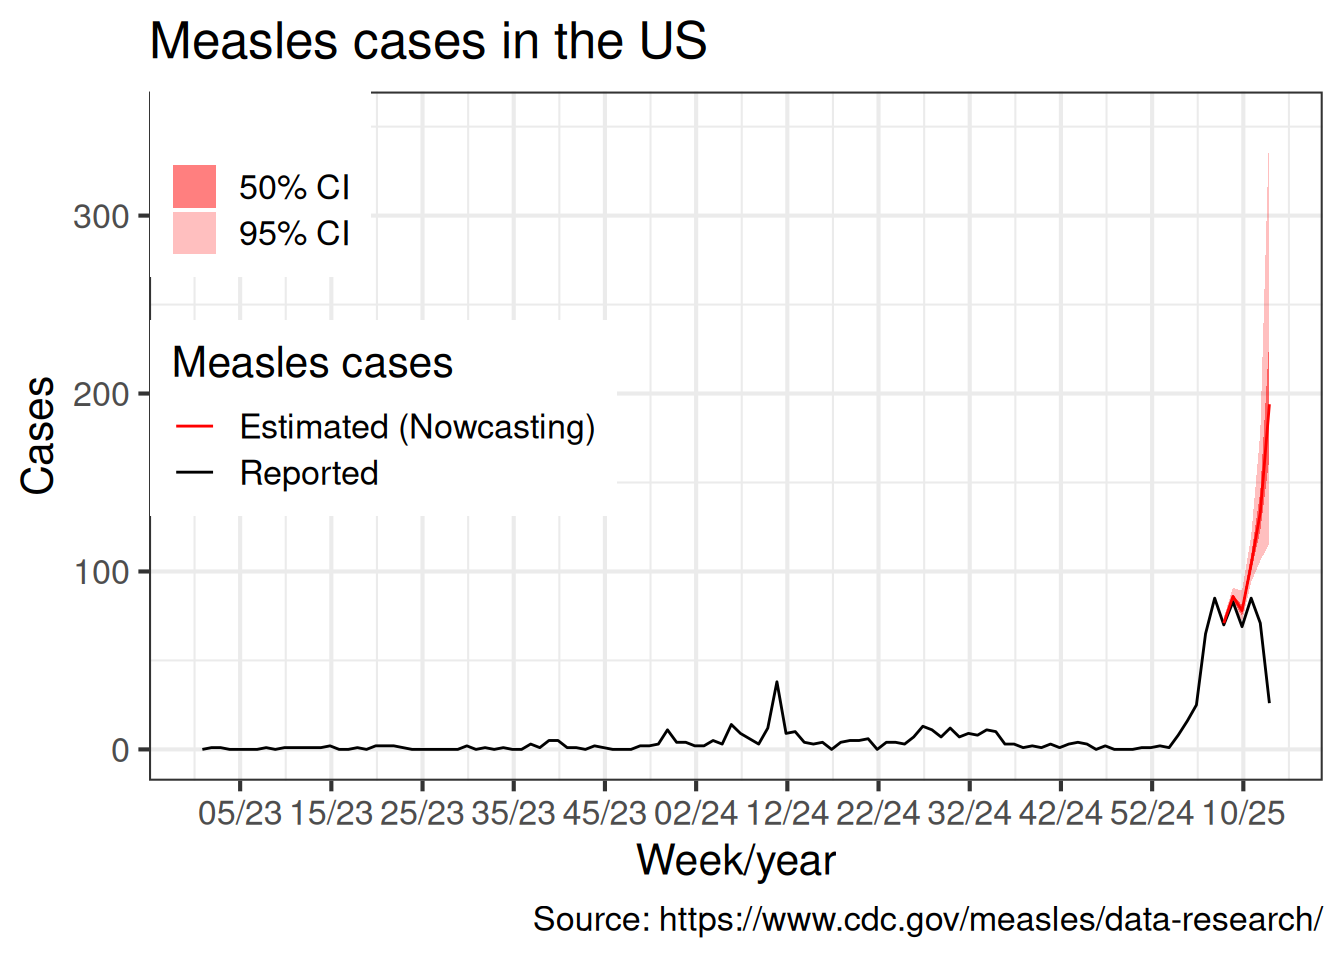 Measles cases in the US
50% CI
95% CI
Measles cases
Estimated (Nowcasting)
Reported
Cases
300
200
100
0
05/23 15/23 25/23 35/23 45/23 02/24 12/24 22/24 32/24 42/24 52/24 10/25
Week/year
Source: https://www.cdc.gov/measles/data-research/